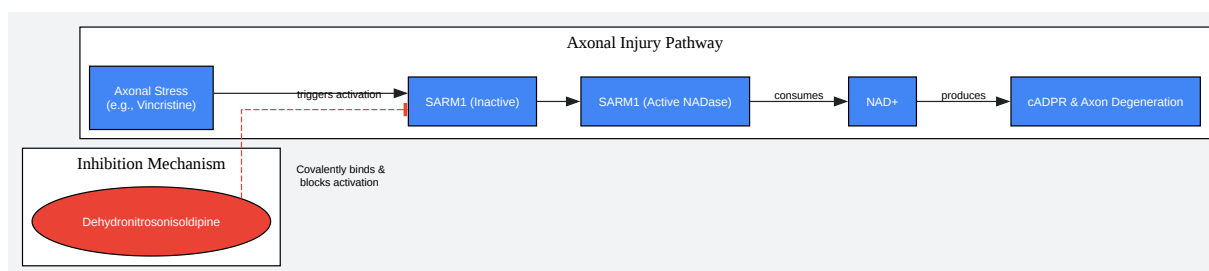 Axonal Injury Pathway
Axonal Stress
(e.g., Vincristine)
triggers activation
SARM1 (Inactive)
SARM1 (Active NADase)
consumes
NAD+
produces
cADPR & Axon Degeneration
Inhibition Mechanism
Covalently binds &
blocks activation
Dehydronitrosonisoldipine